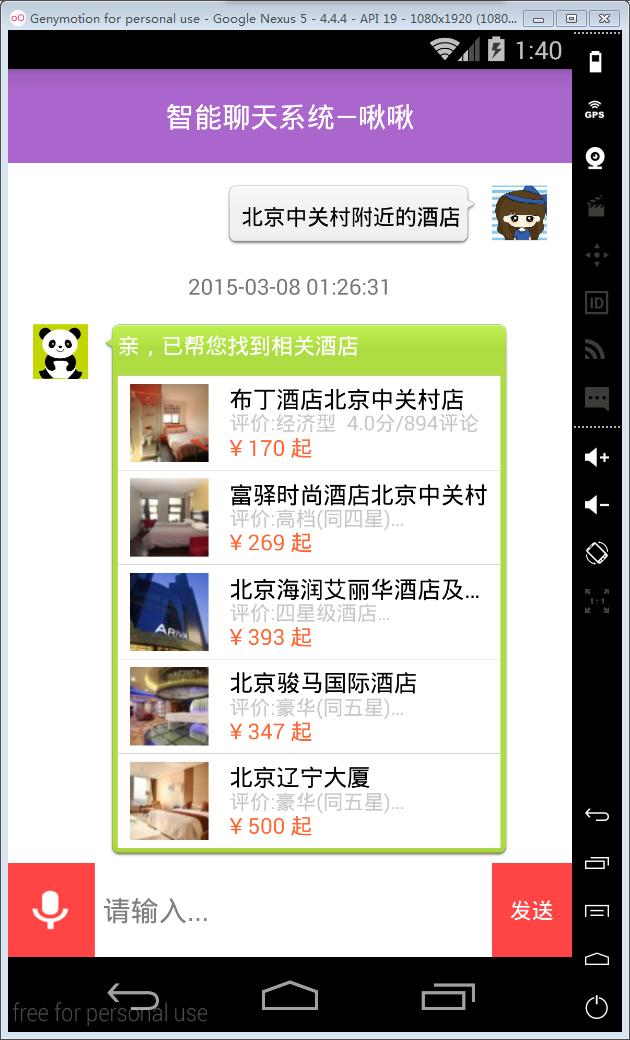 Genymotion for personal use - Google Nexus 5 - 4.4.4 - API 19 - 1080x1920 (1080...
1:40
GPS
智能聊天系统—啾啾
北京中关村附近的酒店
2015-03-08 01:26:31
ID
亲，已帮您找到相关酒店
布丁酒店北京中关村店
评价:经济型 4.0分/894评论
¥ 170 起
富驿时尚酒店北京中关村
评价:高档(同四星)...
¥ 269 起
北京海润艾丽华酒店及...
评价:四星级酒店...
¥ 393 起
ARIVA
1:1
北京骏马国际酒店
评价:豪华(同五星)...
¥ 347 起
北京辽宁大厦
评价:豪华(同五星)...
¥ 500 起
请输入...
发送
free for personal use